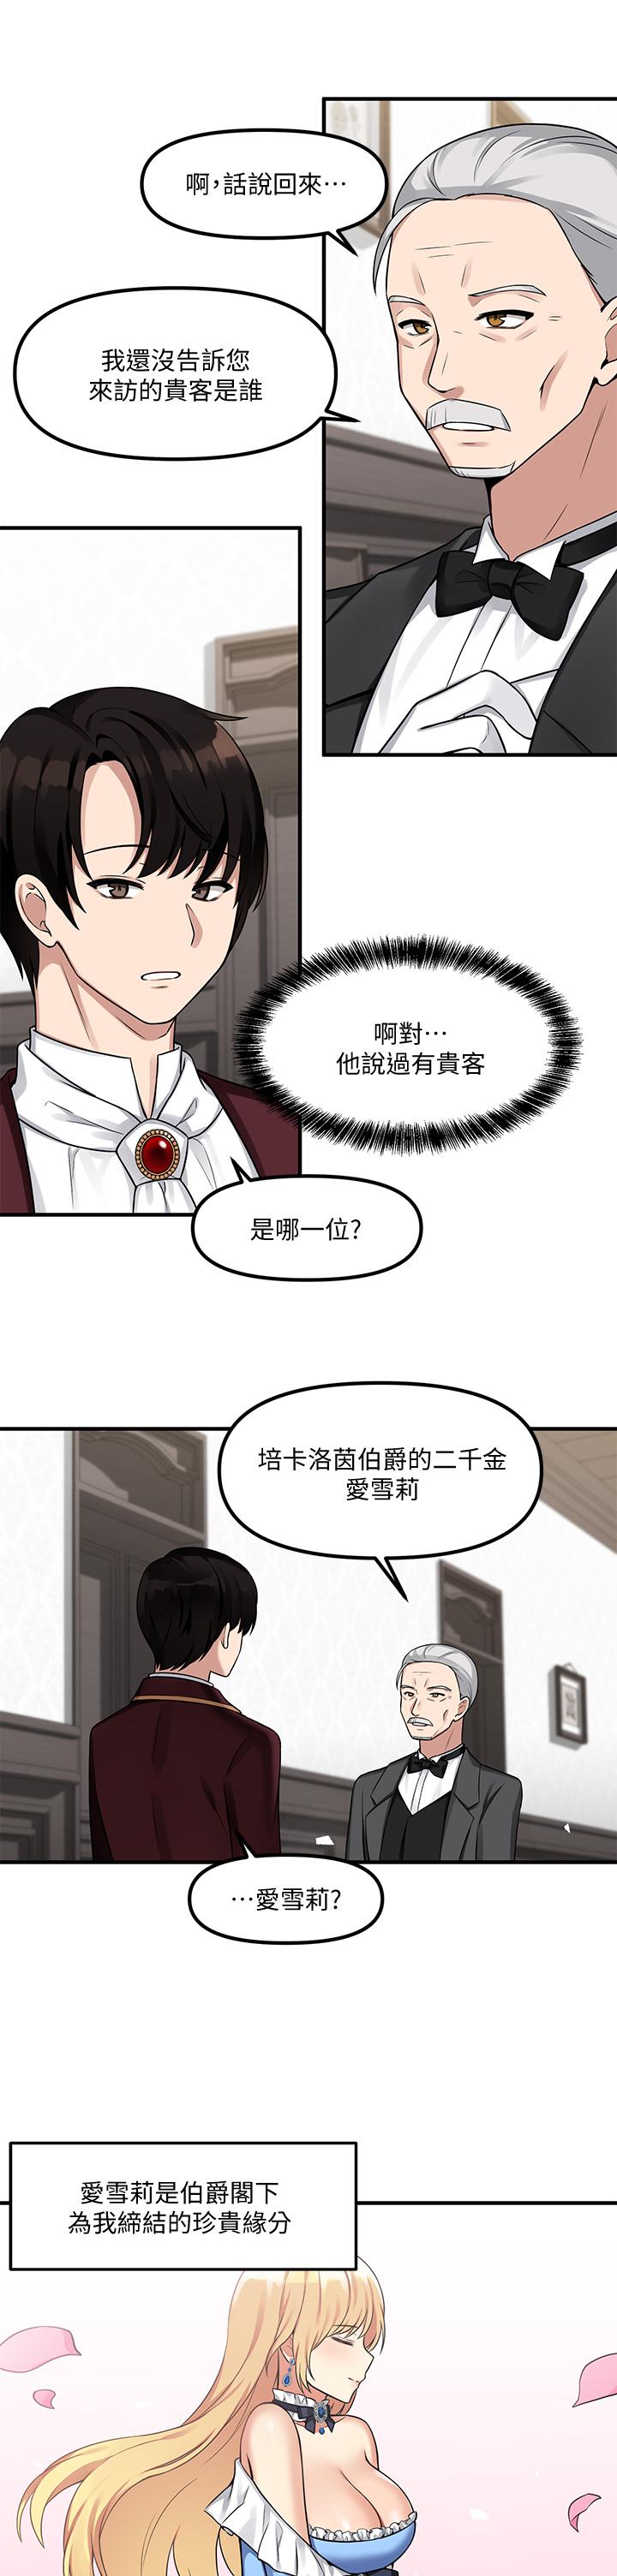 啊，話說回來⋯
我還沒告訴您
來訪的貴客是誰
啊對⋯
他說過有貴客
是哪一位?
培卡洛茵伯爵的二千金
愛雪莉
⋯愛雪莉?
愛雪莉是伯爵閣下
為我締結的珍貴緣分